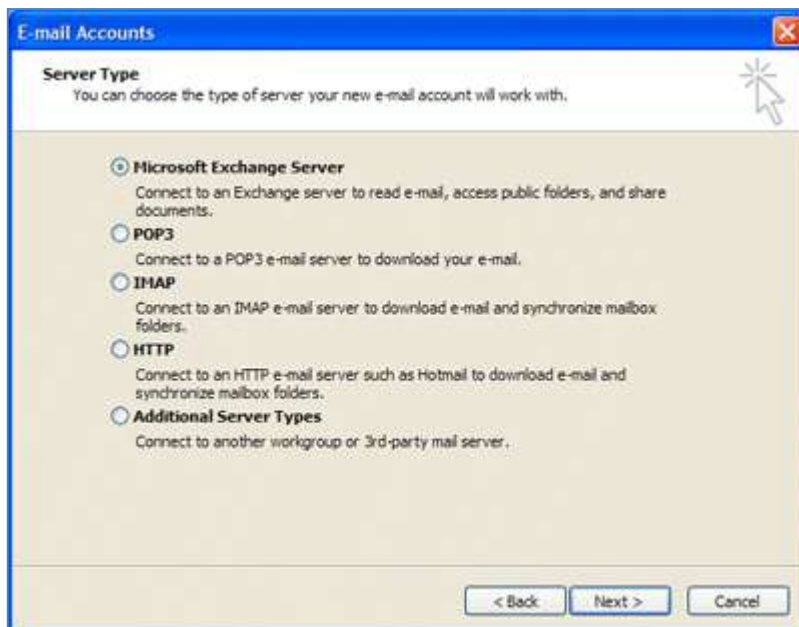 E-mail Accounts
Server Type
You can choose the type of server your new e-mail account will work with.
Microsoft Exchange Server
Connect to an Exchange server to read e-mail, access public folders, and share
documents.
POP3
Connect to a POP3 e-mail server to download your e-mail.
IMAP
Connect to an IMAP e-mail server to download e-mail and synchronize mailbox
folders.
HTTP
Connect to an HTTP e-mail server such as Hotmail to download e-mail and
synchronize mailbox folders.
Additional Server Types
Connect to another workgroup or 3rd-party mail server.
< Back Next > Cancel